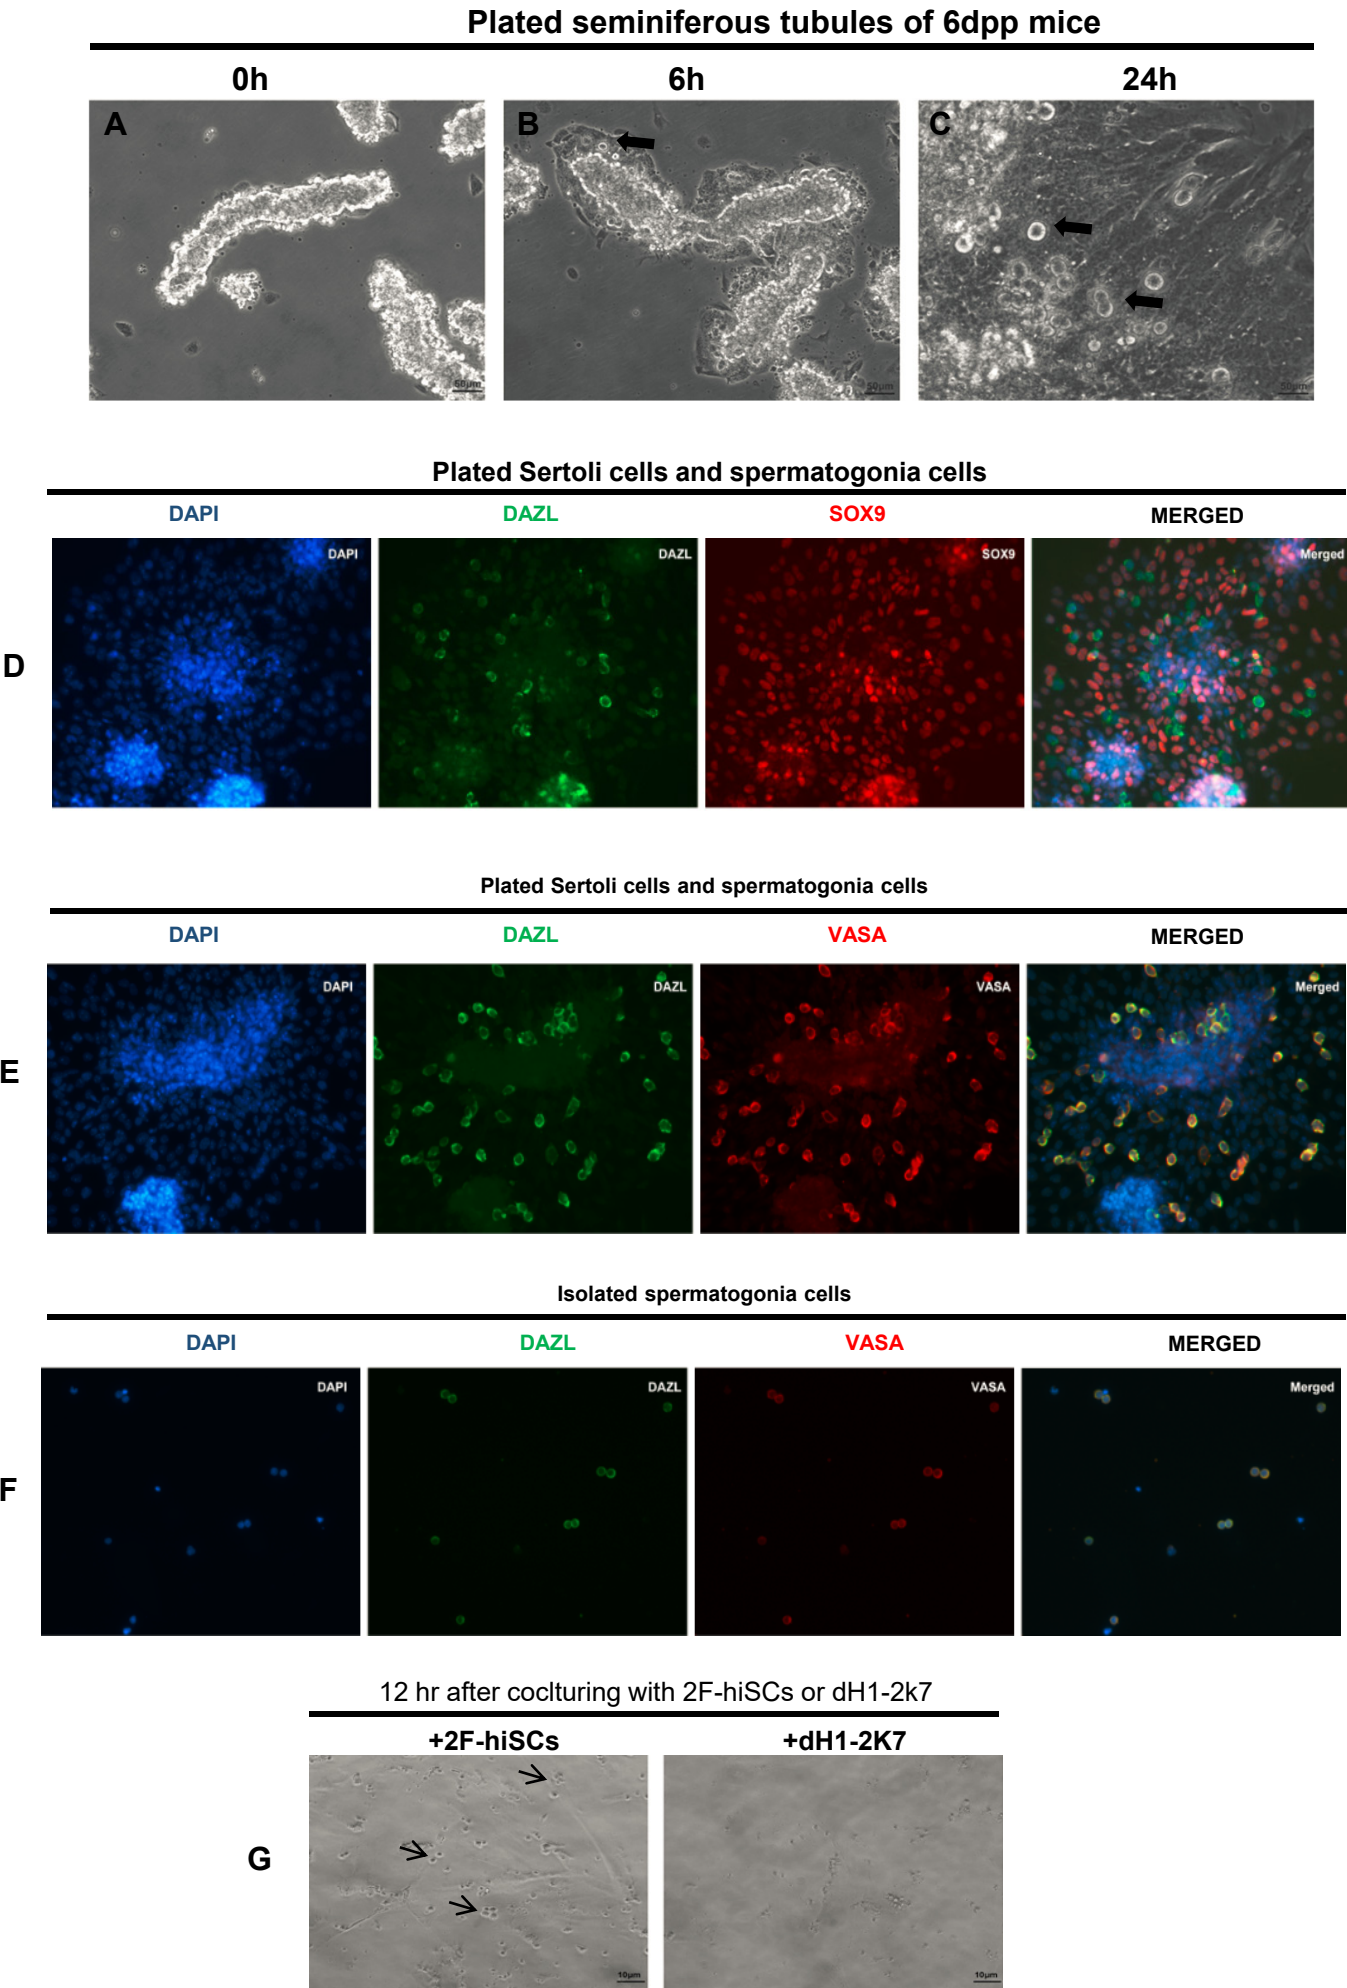 Plated seminiferous tubules of 6dpp mice
0h 6h 24h
A B C
50μm 50μm 50μm
Plated Sertoli cells and spermatogonia cells
DAPI DAZL SOX9 MERGED
DAPI DAZL SOX9 Merged
D
Plated Sertoli cells and spermatogonia cells
DAPI DAZL VASA MERGED
DAPI DAZL VASA Merged
E
Isolated spermatogonia cells
DAPI DAZL VASA MERGED
DAPI DAZL VASA Merged
F
12 hr after coclturing with 2F-hiSCs or dH1-2k7
+2F-hiSCs +dH1-2K7
G
10μm 10μm